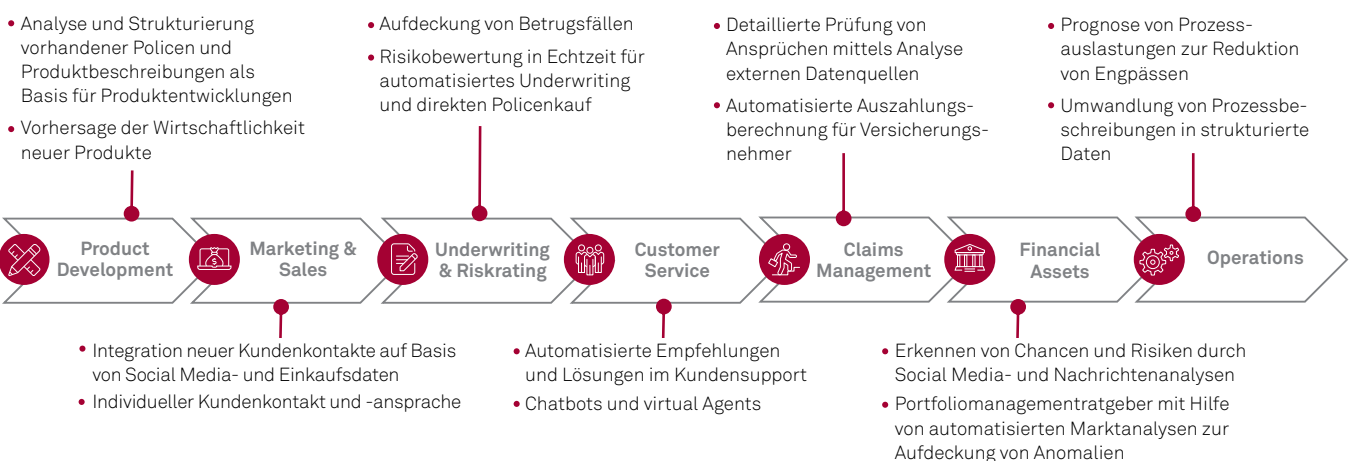 • Analyse und Strukturierung
vorhandener Policen und
Produktbeschreibungen als
Basis für Produktentwicklungen
• Vorhersage der Wirtschaftlichkeit
neuer Produkte
• Aufdeckung von Betrugsfällen
• Risikobewertung in Echtzeit für
automatisiertes Underwriting
und direkten Policenkauf
• Detaillierte Prüfung von
Ansprüchen mittels Analyse
externen Datenquellen
• Automatisierte Auszahlungs-
berechnung für Versicherungs-
nehmer
• Prognose von Prozess-
auslastungen zur Reduktion
von Engpässen
• Umwandlung von Prozessbe-
schreibungen in strukturierte
Daten
Product
Development
Marketing &
Sales
Underwriting
& Riskrating
Customer
Service
Claims
Management
Financial
Assets
Operations
• Integration neuer Kundenkontakte auf Basis
von Social Media- und Einkaufsdaten
• Individueller Kundenkontakt und -ansprache
• Automatisierte Empfehlungen
und Lösungen im Kundensupport
• Chatbots und virtual Agents
• Erkennen von Chancen und Risiken durch
Social Media- und Nachrichtenanalysen
• Portfoliomanagementratgeber mit Hilfe
von automatisierten Marktanalysen zur
Aufdeckung von Anomalien